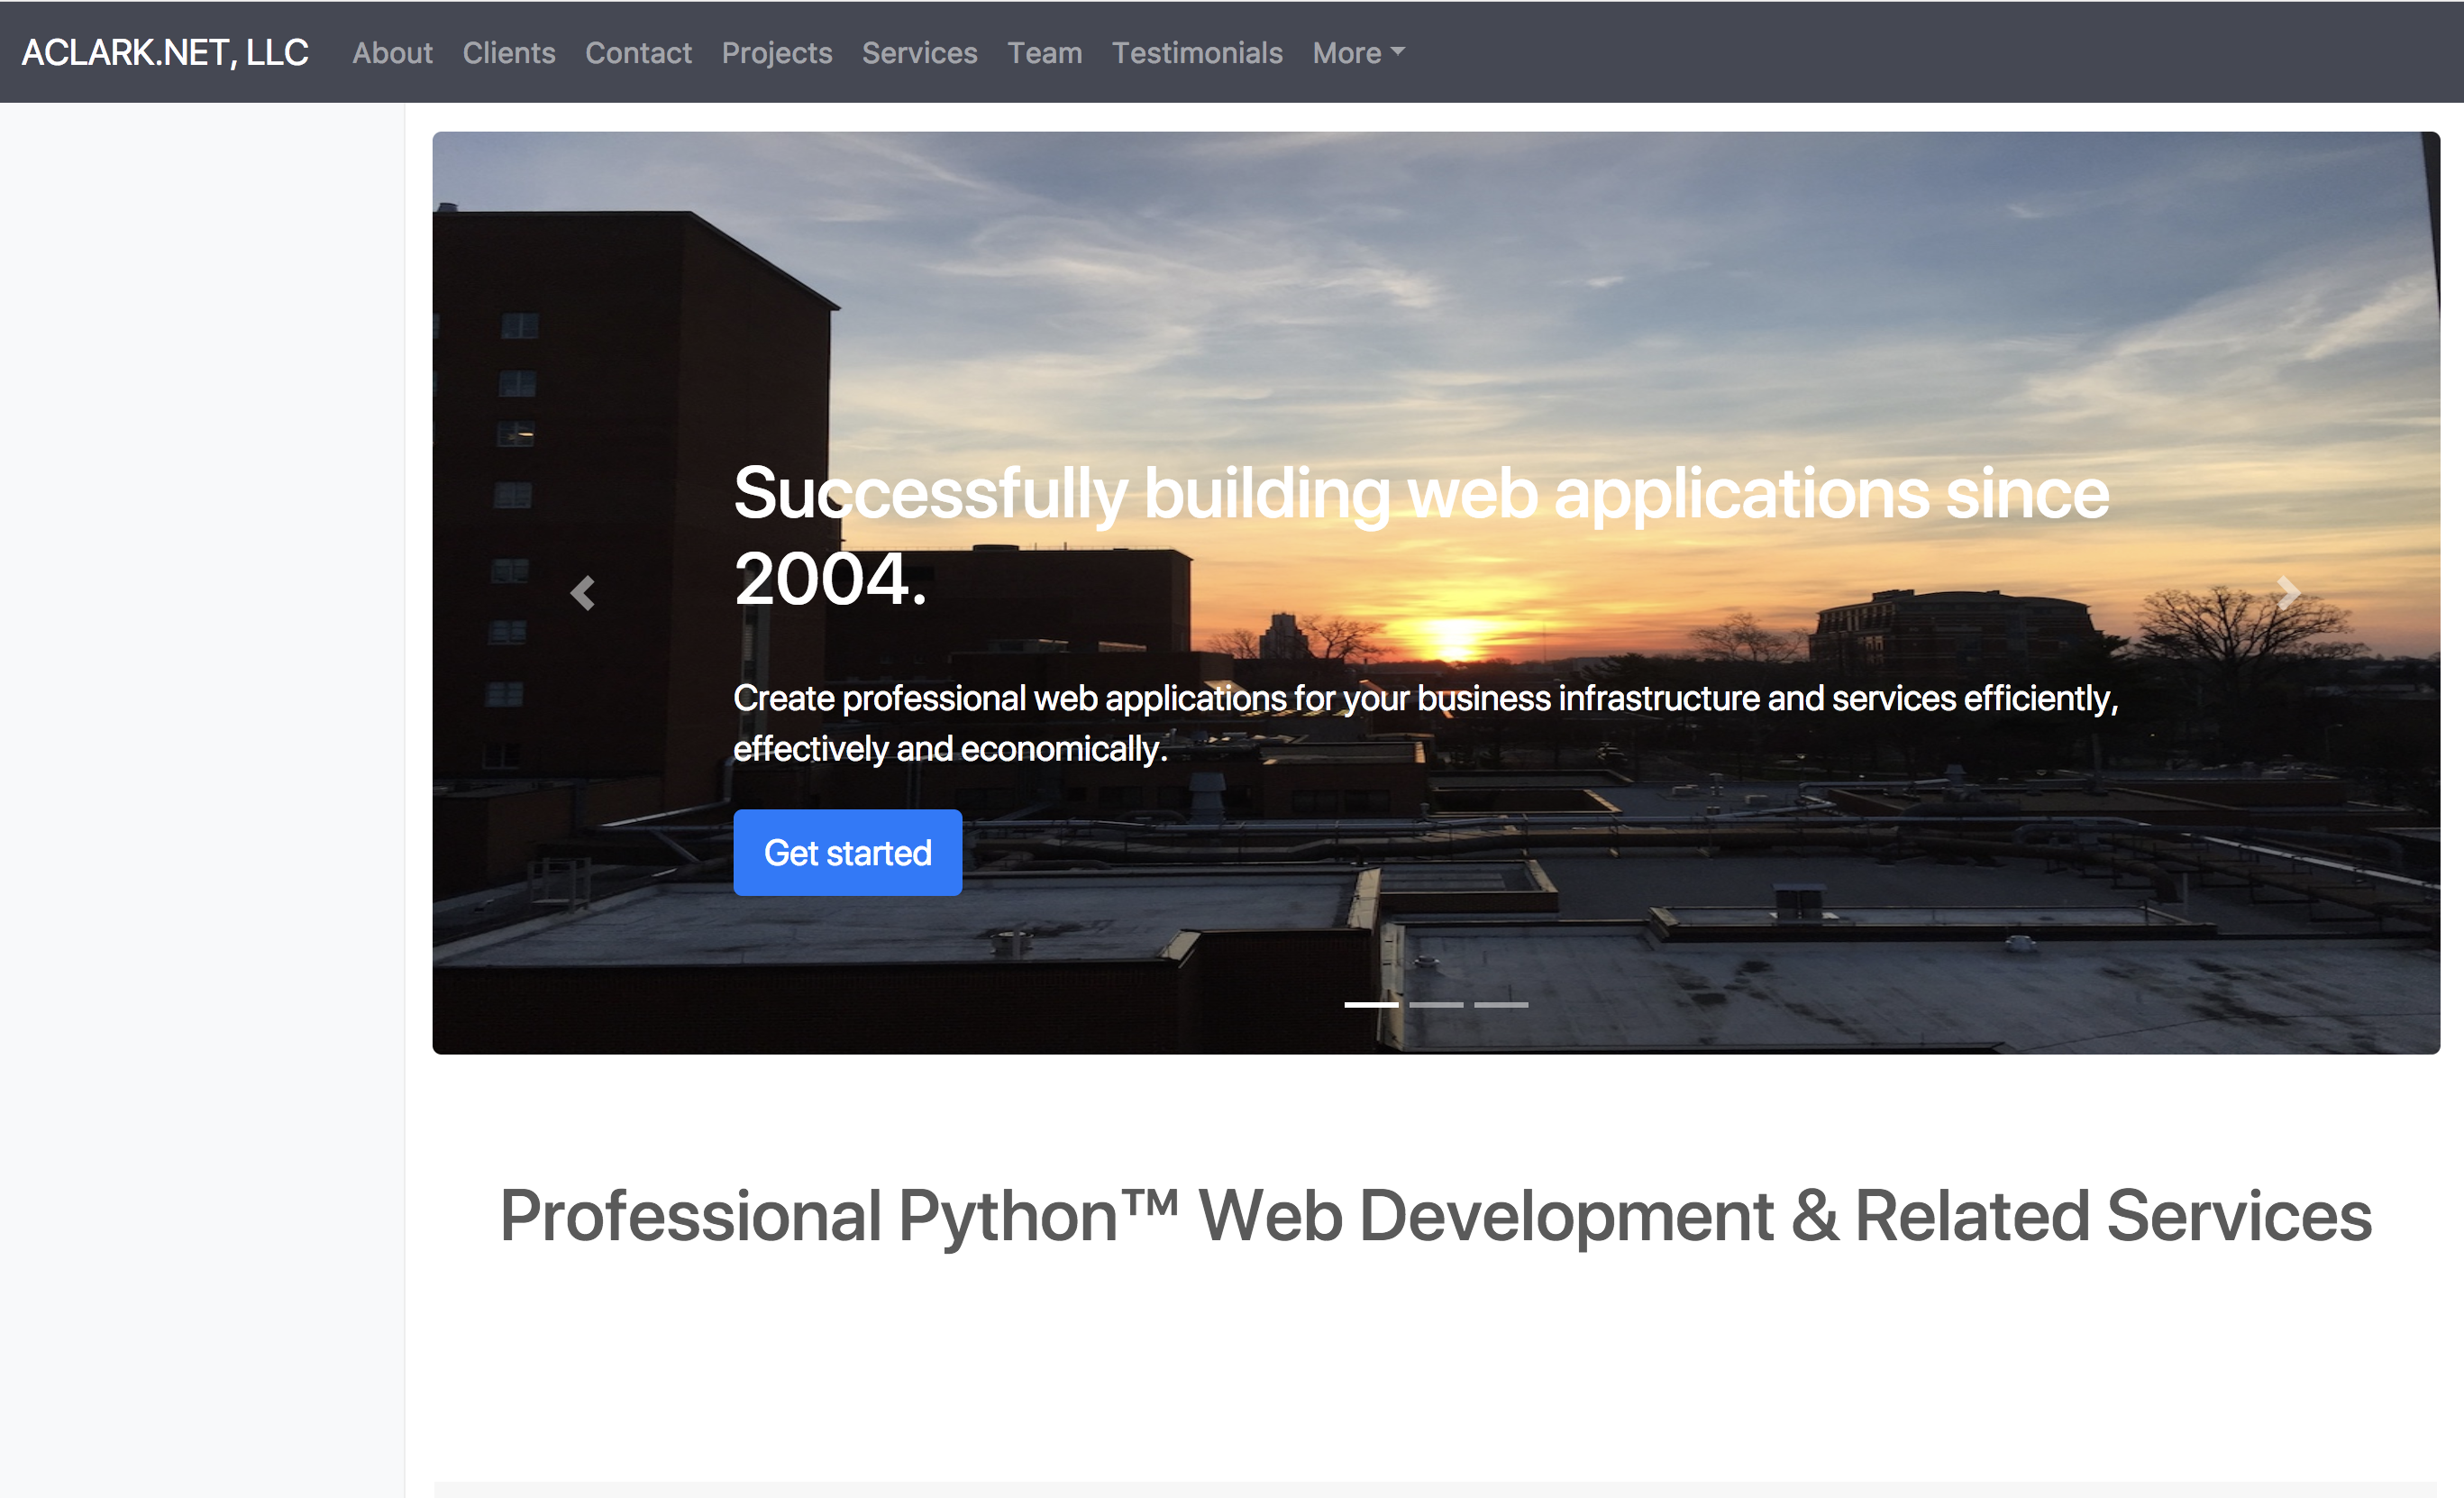 ACLARK.NET, LLC About Clients Contact Projects Services Team Testimonials More
Successfully building web applications since
2004.
Create professional web applications for your business infrastructure and services efficiently,
effectively and economically.
Get started
Professional Python™ Web Development & Related Services